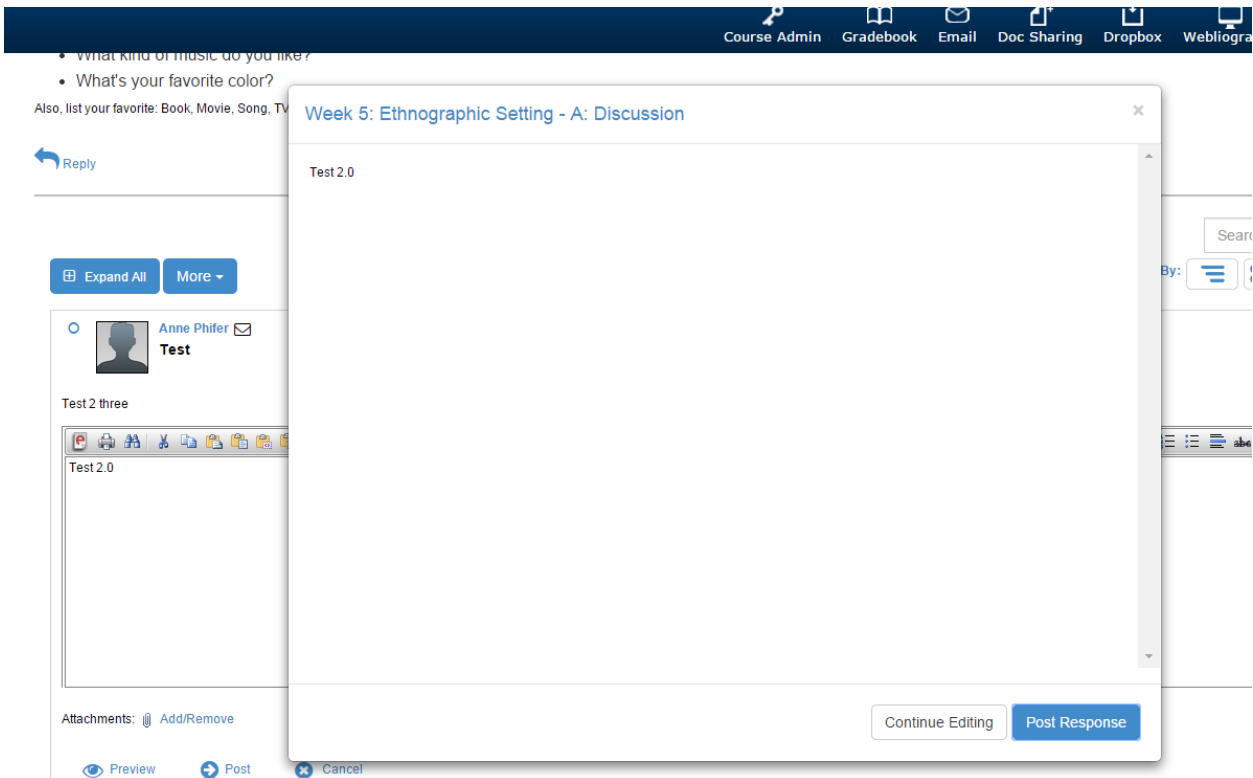 Course Admin Gradebook Email Doc Sharing Dropbox
What kind of music do you like?
What's your favorite color?
Also, list your favorite: Book, Movie, Song, TV
Week 5: Ethnographic Setting - A: Discussion
×
Reply
Test 2.0
Expand All
More
By:
Anne Phifer
Test
Test 2 three
abc
Test 2.0
Attachments: Add/Remove
Continue Editing
Post Response
Preview
Post
Cancel